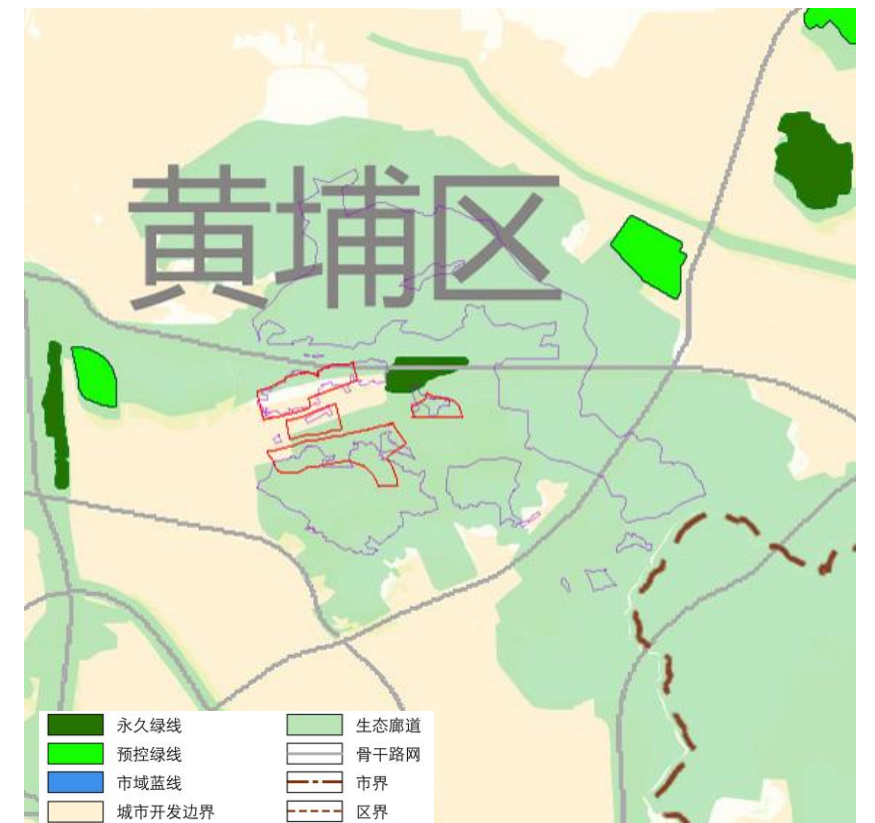 黄埔区
永久绿线
预控绿线
市域蓝线
城市开发边界
生态廊道
骨干路网
市界
区界